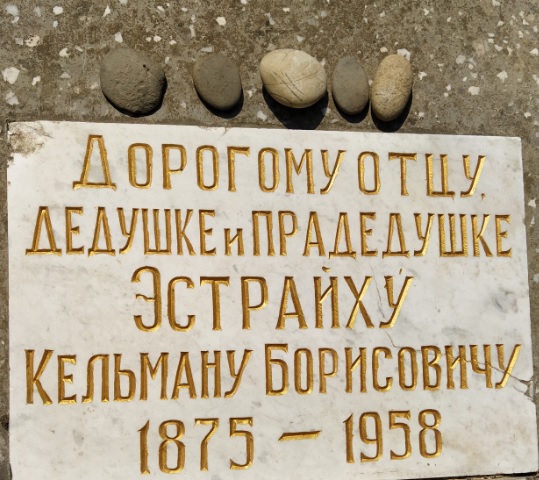 Дорогому отцу,
дедушке и прадедушке
Эстрайху
Кельману Борисовичу
1875 – 1958